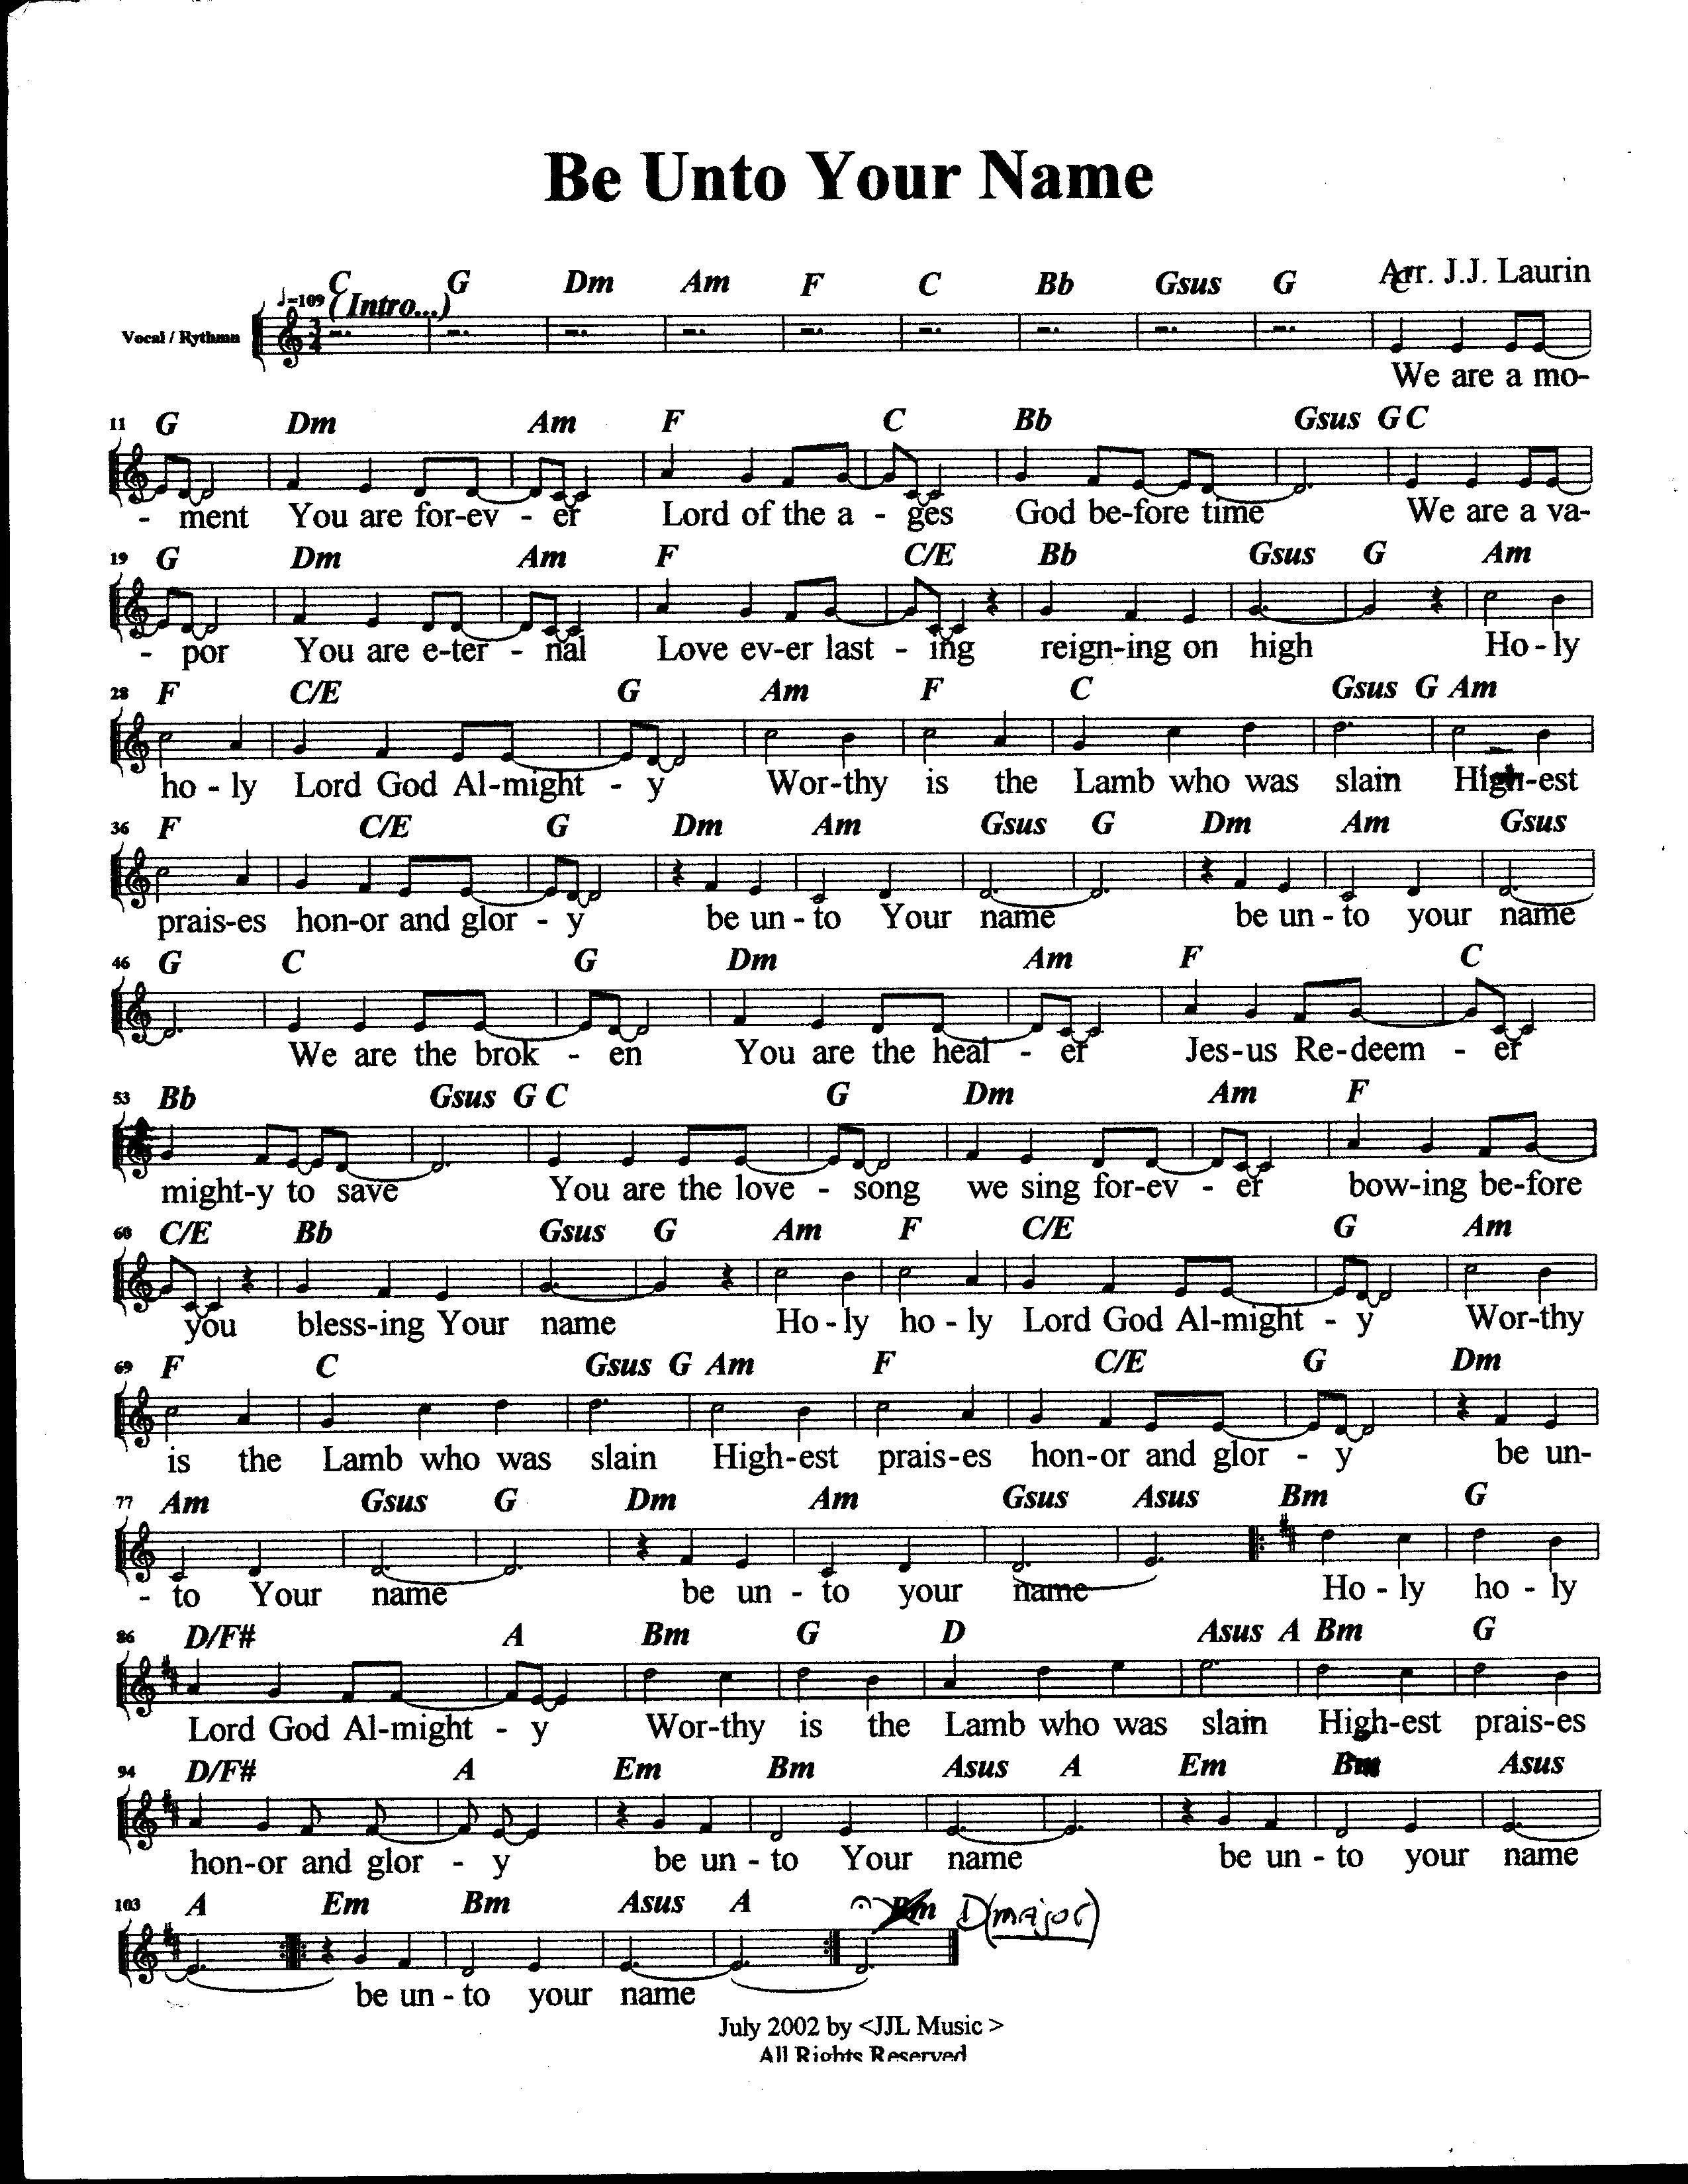 Be Unto Your Name
Arr. J.J. Laurin
C G Dm Am F C Bb Gsus G C
♩=109 (Intro...)
Vocal / Rythmn 3/4
We are a mo-
11 G Dm Am F C Bb Gsus G C
- ment You are for-ev - er Lord of the a - ges God be-fore time We are a va-
19 G Dm Am F C/E Bb Gsus G Am
- por You are e-ter - nal Love ev-er last - ing reign-ing on high Ho - ly
28 F C/E G Am F C Gsus G Am
ho - ly Lord God Al-might - y Wor-thy is the Lamb who was slain High-est
36 F C/E G Dm Am Gsus G Dm Am Gsus
prais-es hon-or and glor - y be un - to Your name be un - to your name
46 G C G Dm Am F C
We are the brok - en You are the heal - er Jes-us Re-deem - er
53 Bb Gsus G C G Dm Am F
might-y to save You are the love - song we sing for-ev - er bow-ing be-fore
60 C/E Bb Gsus G Am F C/E G Am
you bless-ing Your name Ho - ly ho - ly Lord God Al-might - y Wor-thy
69 F C Gsus G Am F C/E G Dm
is the Lamb who was slain High-est prais-es hon-or and glor - y be un-
77 Am Gsus G Dm Am Gsus Asus Bm G
- to Your name be un - to your name Ho - ly ho - ly
86 D/F# A Bm G D Asus A Bm G
Lord God Al-might - y Wor-thy is the Lamb who was slain High-est prais-es
94 D/F# A Em Bm Asus A Em Bm Asus
hon-or and glor - y be un - to Your name be un - to your name
103 A Em Bm Asus A Bm D(major)
be un - to your name
July 2002 by <JJL Music >
All Rights Reserved